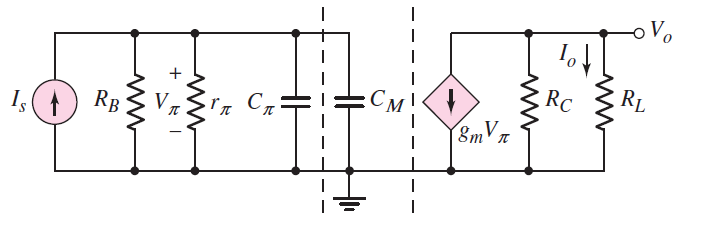 I_s
R_B
+
V_π
−
r_π
C_π
C_M
g_mV_π
R_C
I_o
R_L
V_o